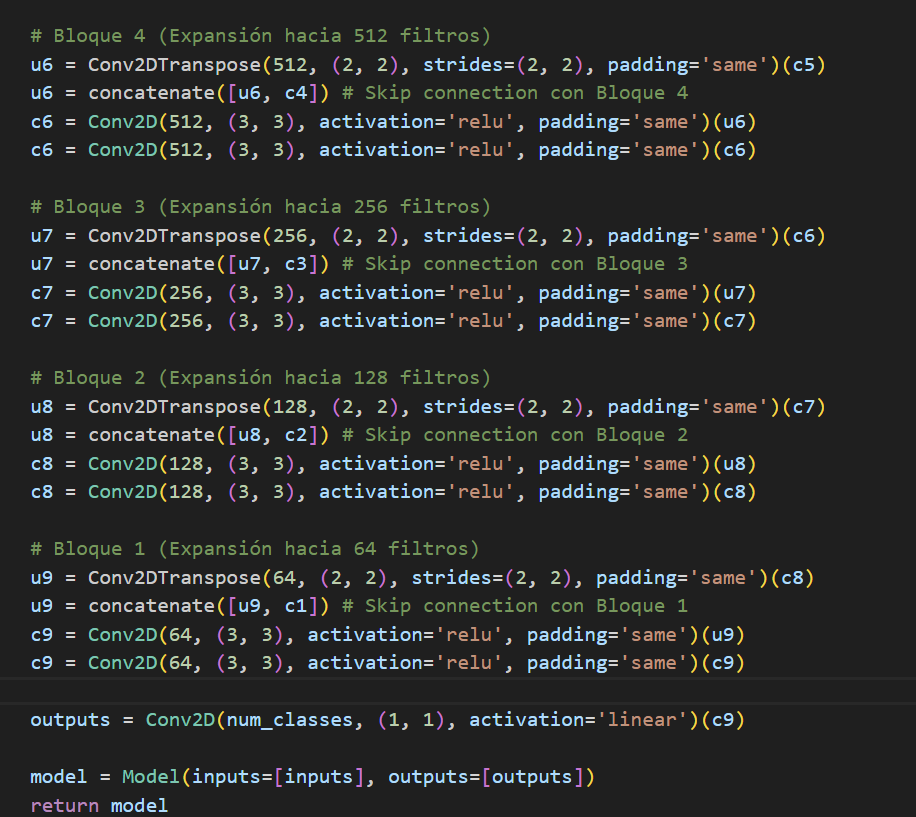 # Bloque 4 (Expansión hacia 512 filtros)
u6 = Conv2DTranspose(512, (2, 2), strides=(2, 2), padding='same')(c5)
u6 = concatenate([u6, c4]) # Skip connection con Bloque 4
c6 = Conv2D(512, (3, 3), activation='relu', padding='same')(u6)
c6 = Conv2D(512, (3, 3), activation='relu', padding='same')(c6)

# Bloque 3 (Expansión hacia 256 filtros)
u7 = Conv2DTranspose(256, (2, 2), strides=(2, 2), padding='same')(c6)
u7 = concatenate([u7, c3]) # Skip connection con Bloque 3
c7 = Conv2D(256, (3, 3), activation='relu', padding='same')(u7)
c7 = Conv2D(256, (3, 3), activation='relu', padding='same')(c7)

# Bloque 2 (Expansión hacia 128 filtros)
u8 = Conv2DTranspose(128, (2, 2), strides=(2, 2), padding='same')(c7)
u8 = concatenate([u8, c2]) # Skip connection con Bloque 2
c8 = Conv2D(128, (3, 3), activation='relu', padding='same')(u8)
c8 = Conv2D(128, (3, 3), activation='relu', padding='same')(c8)

# Bloque 1 (Expansión hacia 64 filtros)
u9 = Conv2DTranspose(64, (2, 2), strides=(2, 2), padding='same')(c8)
u9 = concatenate([u9, c1]) # Skip connection con Bloque 1
c9 = Conv2D(64, (3, 3), activation='relu', padding='same')(u9)
c9 = Conv2D(64, (3, 3), activation='relu', padding='same')(c9)

outputs = Conv2D(num_classes, (1, 1), activation='linear')(c9)

model = Model(inputs=[inputs], outputs=[outputs])
return model